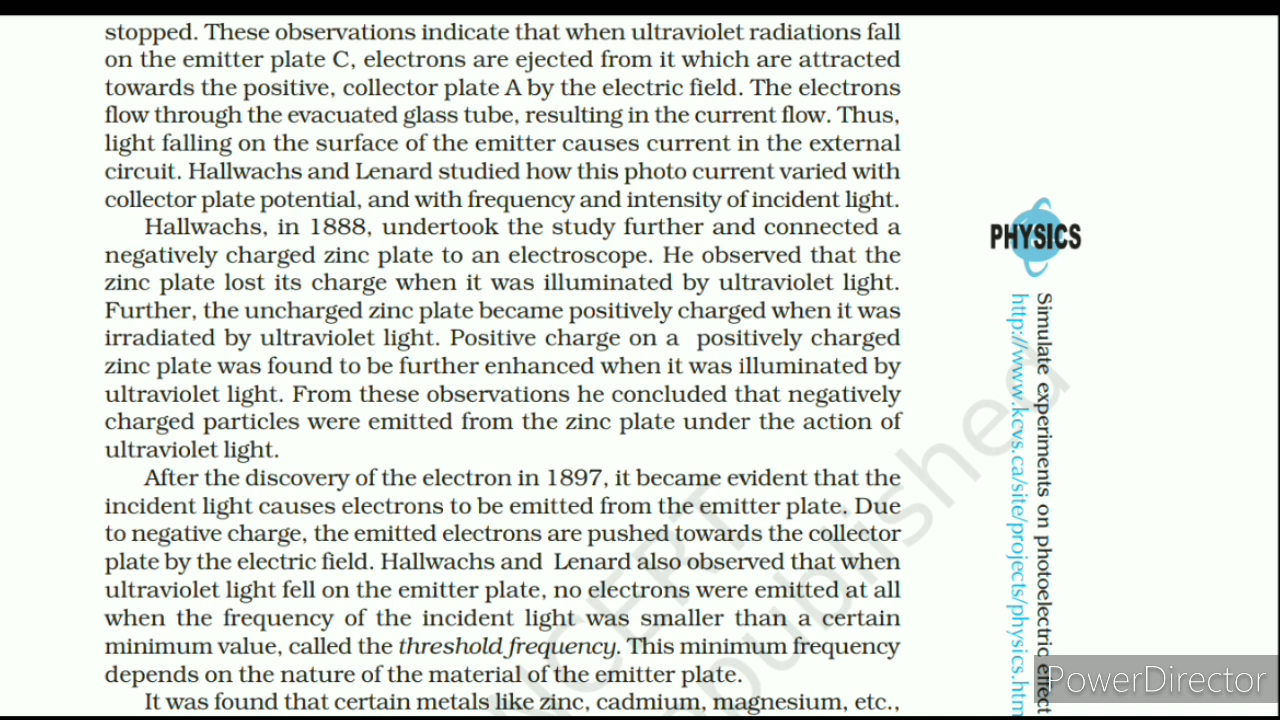 stopped. These observations indicate that when ultraviolet radiations fall
on the emitter plate C, electrons are ejected from it which are attracted
towards the positive, collector plate A by the electric field. The electrons
flow through the evacuated glass tube, resulting in the current flow. Thus,
light falling on the surface of the emitter causes current in the external
circuit. Hallwachs and Lenard studied how this photo current varied with
collector plate potential, and with frequency and intensity of incident light.
Hallwachs, in 1888, undertook the study further and connected a
negatively charged zinc plate to an electroscope. He observed that the
zinc plate lost its charge when it was illuminated by ultraviolet light.
Further, the uncharged zinc plate became positively charged when it was
irradiated by ultraviolet light. Positive charge on a positively charged
zinc plate was found to be further enhanced when it was illuminated by
ultraviolet light. From these observations he concluded that negatively
charged particles were emitted from the zinc plate under the action of
ultraviolet light.
After the discovery of the electron in 1897, it became evident that the
incident light causes electrons to be emitted from the emitter plate. Due
to negative charge, the emitted electrons are pushed towards the collector
plate by the electric field. Hallwachs and Lenard also observed that when
ultraviolet light fell on the emitter plate, no electrons were emitted at all
when the frequency of the incident light was smaller than a certain
minimum value, called the threshold frequency. This minimum frequency
depends on the nature of the material of the emitter plate.
It was found that certain metals like zinc, cadmium, magnesium, etc.,
PHYSICS
Simulate experiments on photoelectric effect
http://www.kcvs.ca/site/projects/physics.htm
NCERT
published
PowerDirector